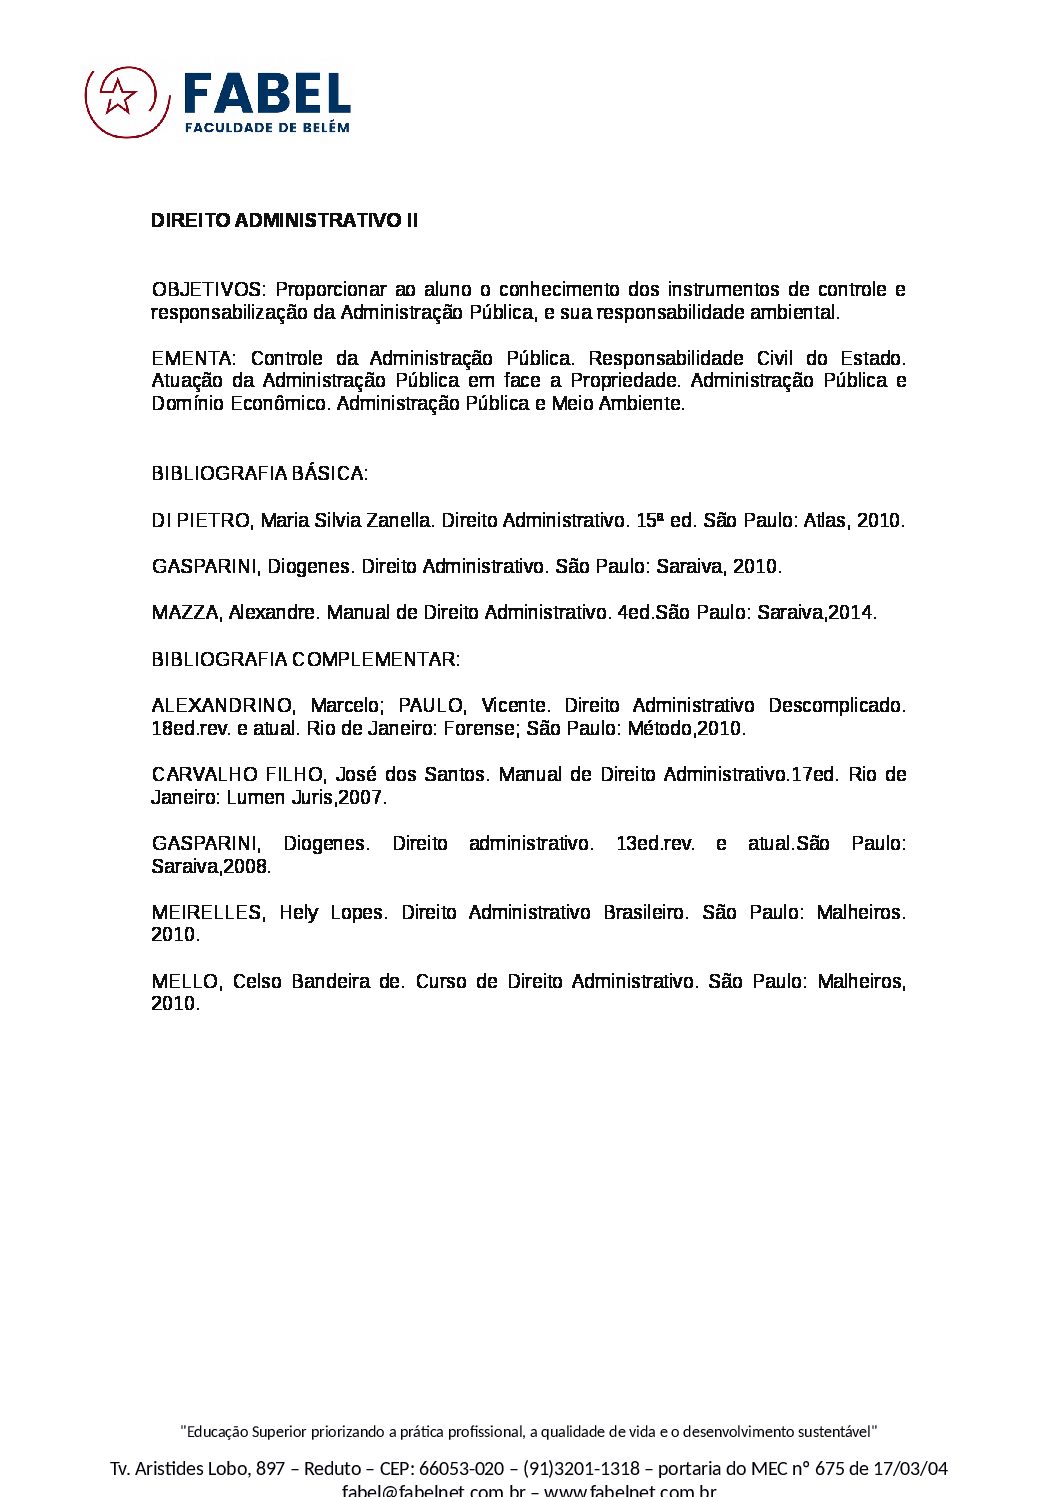 FABEL
FACULDADE DE BELÉM
DIREITO ADMINISTRATIVO II
OBJETIVOS: Proporcionar ao aluno o conhecimento dos instrumentos de controle e
responsabilização da Administração Pública, e sua responsabilidade ambiental.
EMENTA: Controle da Administração Pública. Responsabilidade Civil do Estado.
Atuação da Administração Pública em face a Propriedade. Administração Pública e
Domínio Econômico. Administração Pública e Meio Ambiente.
BIBLIOGRAFIA BÁSICA:
DI PIETRO, Maria Silvia Zanella. Direito Administrativo. 15ª ed. São Paulo: Atlas, 2010.
GASPARINI, Diogenes. Direito Administrativo. São Paulo: Saraiva, 2010.
MAZZA, Alexandre. Manual de Direito Administrativo. 4ed.São Paulo: Saraiva,2014.
BIBLIOGRAFIA COMPLEMENTAR:
ALEXANDRINO, Marcelo; PAULO, Vicente. Direito Administrativo Descomplicado.
18ed.rev. e atual. Rio de Janeiro: Forense; São Paulo: Método,2010.
CARVALHO FILHO, José dos Santos. Manual de Direito Administrativo.17ed. Rio de
Janeiro: Lumen Juris,2007.
GASPARINI, Diogenes. Direito administrativo. 13ed.rev. e atual.São Paulo:
Saraiva,2008.
MEIRELLES, Hely Lopes. Direito Administrativo Brasileiro. São Paulo: Malheiros.
2010.
MELLO, Celso Bandeira de. Curso de Direito Administrativo. São Paulo: Malheiros,
2010.
"Educação Superior priorizando a prática profissional, a qualidade de vida e o desenvolvimento sustentável"
Tv. Aristides Lobo, 897 – Reduto – CEP: 66053-020 – (91)3201-1318 – portaria do MEC nº 675 de 17/03/04
fabel@fabelnet.com.br – www.fabelnet.com.br